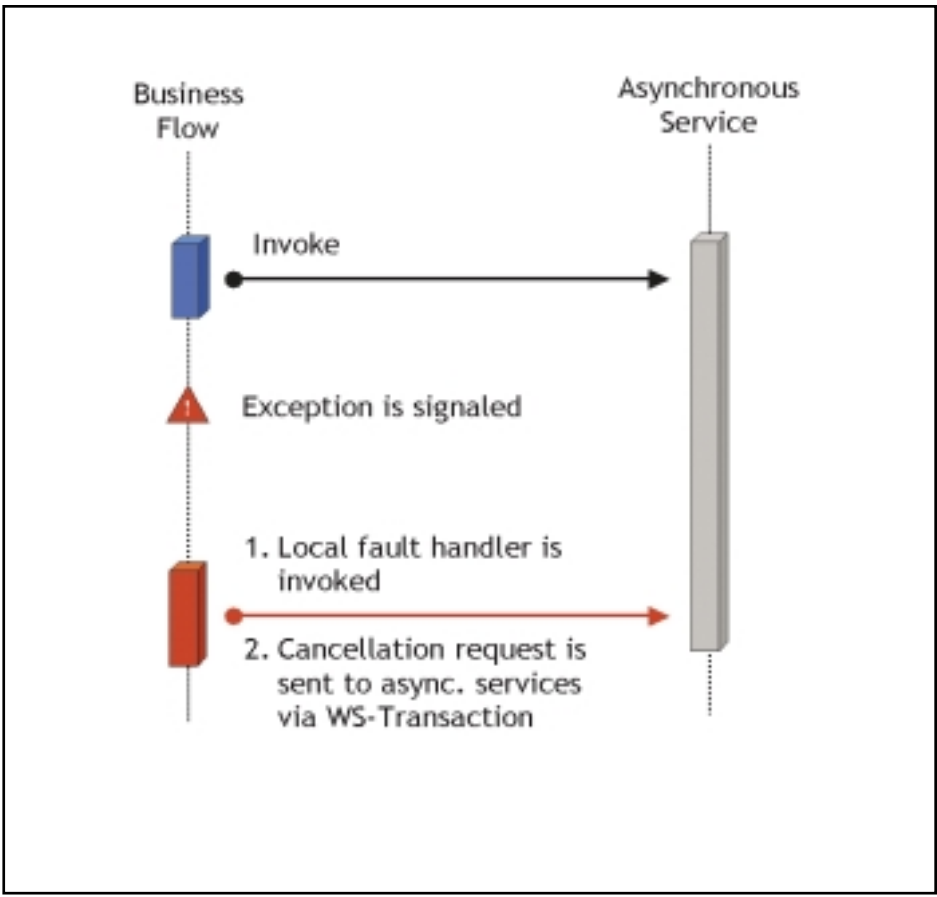 Business
Flow
Asynchronous
Service
Invoke
!
Exception is signaled
1. Local fault handler is
invoked
2. Cancellation request is
sent to async. services
via WS-Transaction